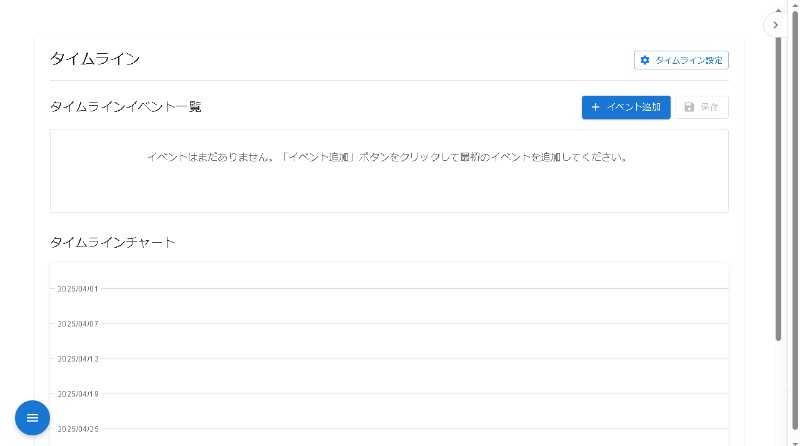 タイムライン
タイムライン設定
タイムラインイベント一覧
イベント追加
保存
イベントはまだありません。「イベント追加」ボタンをクリックして最初のイベントを追加してください。
タイムラインチャート
2025/04/01
2025/04/07
2025/04/13
2025/04/19
2025/04/25